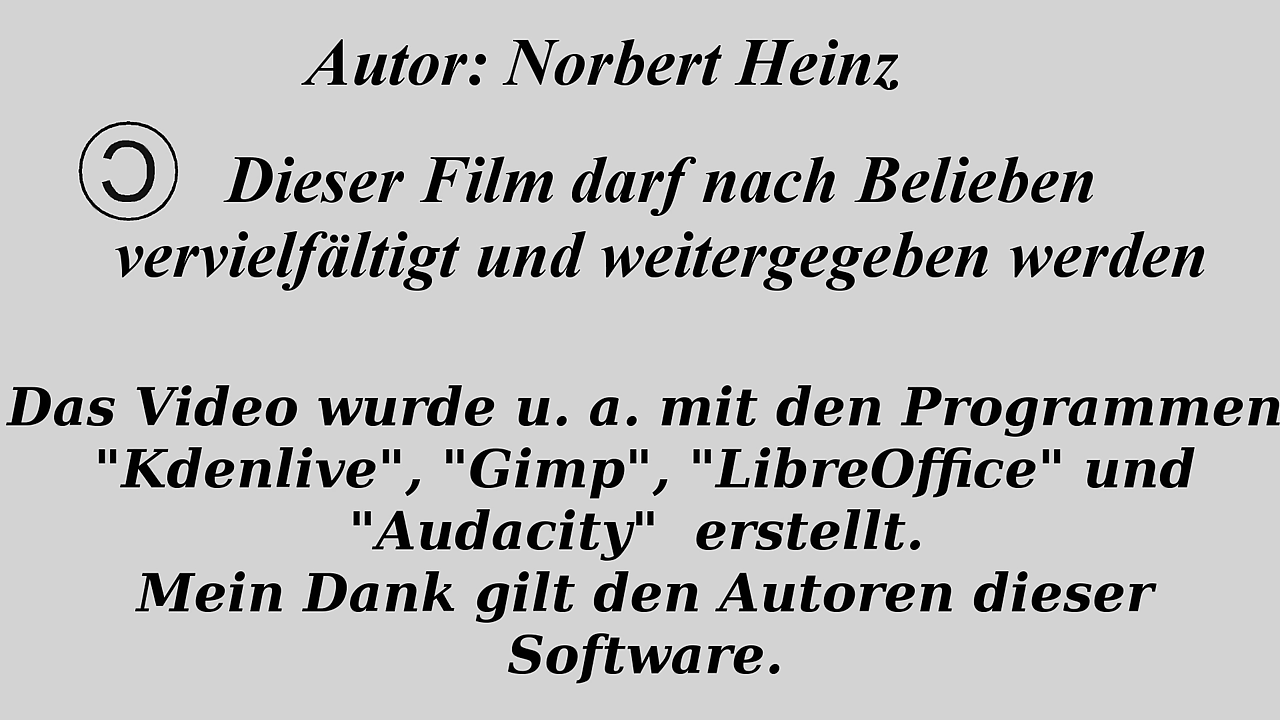 Autor: Norbert Heinz
🄯 Dieser Film darf nach Belieben
vervielfältigt und weitergegeben werden
Das Video wurde u. a. mit den Programmen
"Kdenlive", "Gimp", "LibreOffice" und
"Audacity"  erstellt.
Mein Dank gilt den Autoren dieser
Software.